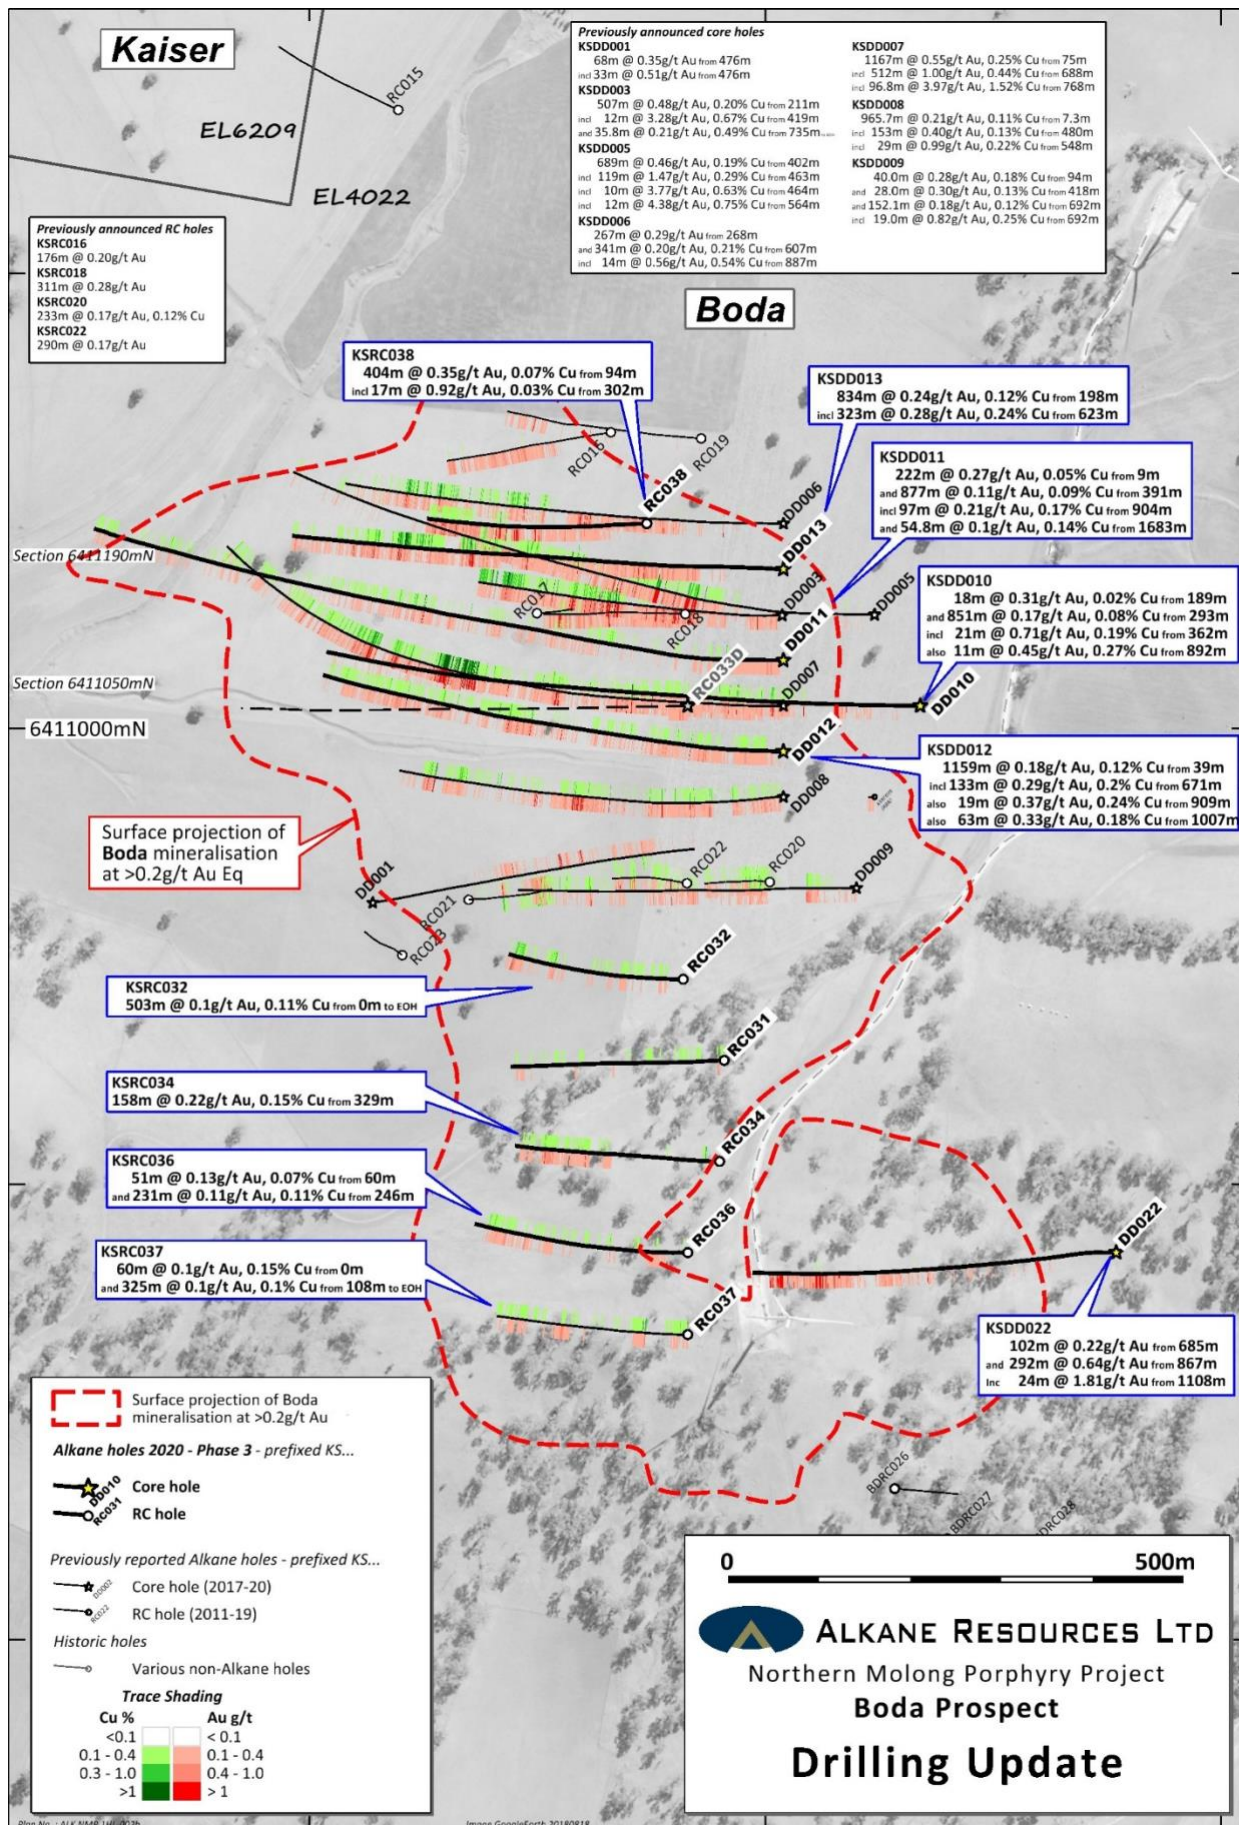 Kaiser
RC015
EL6209
EL4022
Previously announced core holes
KSDD001
68m @ 0.35g/t Au from 476m
incl 33m @ 0.51g/t Au from 476m
KSDD003
507m @ 0.48g/t Au, 0.20% Cu from 211m
incl 12m @ 3.28g/t Au, 0.67% Cu from 419m
and 35.8m @ 0.21g/t Au, 0.49% Cu from 735m
KSDD005
689m @ 0.46g/t Au, 0.19% Cu from 402m
incl 119m @ 1.47g/t Au, 0.29% Cu from 463m
incl 10m @ 3.77g/t Au, 0.63% Cu from 464m
incl 12m @ 4.38g/t Au, 0.75% Cu from 564m
KSDD006
267m @ 0.29g/t Au from 268m
and 341m @ 0.20g/t Au, 0.21% Cu from 607m
incl 14m @ 0.56g/t Au, 0.54% Cu from 887m
KSDD007
1167m @ 0.55g/t Au, 0.25% Cu from 75m
incl 512m @ 1.00g/t Au, 0.44% Cu from 688m
incl 96.8m @ 3.97g/t Au, 1.52% Cu from 768m
KSDD008
965.7m @ 0.21g/t Au, 0.11% Cu from 7.3m
incl 153m @ 0.40g/t Au, 0.13% Cu from 480m
incl 29m @ 0.99g/t Au, 0.22% Cu from 548m
KSDD009
40.0m @ 0.28g/t Au, 0.18% Cu from 94m
and 28.0m @ 0.30g/t Au, 0.13% Cu from 418m
and 152.1m @ 0.18g/t Au, 0.12% Cu from 692m
incl 19.0m @ 0.82g/t Au, 0.25% Cu from 692m
Previously announced RC holes
KSRC016
176m @ 0.20g/t Au
KSRC018
311m @ 0.28g/t Au
KSRC020
233m @ 0.17g/t Au, 0.12% Cu
KSRC022
290m @ 0.17g/t Au
Boda
KSRC038
404m @ 0.35g/t Au, 0.07% Cu from 94m
incl 17m @ 0.92g/t Au, 0.03% Cu from 302m
KSDD013
834m @ 0.24g/t Au, 0.12% Cu from 198m
incl 323m @ 0.28g/t Au, 0.24% Cu from 623m
KSDD011
222m @ 0.27g/t Au, 0.05% Cu from 9m
and 877m @ 0.11g/t Au, 0.09% Cu from 391m
incl 97m @ 0.21g/t Au, 0.17% Cu from 904m
and 54.8m @ 0.1g/t Au, 0.14% Cu from 1683m
KSDD010
18m @ 0.31g/t Au, 0.02% Cu from 189m
and 851m @ 0.17g/t Au, 0.08% Cu from 293m
incl 21m @ 0.71g/t Au, 0.19% Cu from 362m
also 11m @ 0.45g/t Au, 0.27% Cu from 892m
RC016
RC019
RC038
DD006
DD013
Section 6411190mN
RC017
RC018
DD003
DD005
DD011
Section 6411050mN
RC033D
DD007
DD010
6411000mN
DD012
KSDD012
1159m @ 0.18g/t Au, 0.12% Cu from 39m
incl 133m @ 0.29g/t Au, 0.2% Cu from 671m
also 19m @ 0.37g/t Au, 0.24% Cu from 909m
also 63m @ 0.33g/t Au, 0.18% Cu from 1007m
DD008
Surface projection of
Boda mineralisation
at >0.2g/t Au Eq
DD001
RC021
RC022
RC020
DD009
RC023
RC032
KSRC032
503m @ 0.1g/t Au, 0.11% Cu from 0m to EOH
RC031
KSRC034
158m @ 0.22g/t Au, 0.15% Cu from 329m
RC034
KSRC036
51m @ 0.13g/t Au, 0.07% Cu from 60m
and 231m @ 0.11g/t Au, 0.11% Cu from 246m
RC036
DD022
KSRC037
60m @ 0.1g/t Au, 0.15% Cu from 0m
and 325m @ 0.1g/t Au, 0.1% Cu from 108m to EOH
RC037
KSDD022
102m @ 0.22g/t Au from 685m
and 292m @ 0.64g/t Au from 867m
Inc 24m @ 1.81g/t Au from 1108m
BDRC026
BDRC027
BDRC028
Surface projection of Boda
mineralisation at >0.2g/t Au
Alkane holes 2020 - Phase 3 - prefixed KS...
DD010
Core hole
RC031
RC hole
Previously reported Alkane holes - prefixed KS...
DD002
Core hole (2017-20)
RC022
RC hole (2011-19)
Historic holes
Various non-Alkane holes
Trace Shading
Cu % Au g/t
<0.1 < 0.1
0.1 - 0.4 0.1 - 0.4
0.3 - 1.0 0.4 - 1.0
>1 > 1
0 500m
ALKANE RESOURCES LTD
Northern Molong Porphyry Project
Boda Prospect
Drilling Update
Image GoogleEarth 20180818